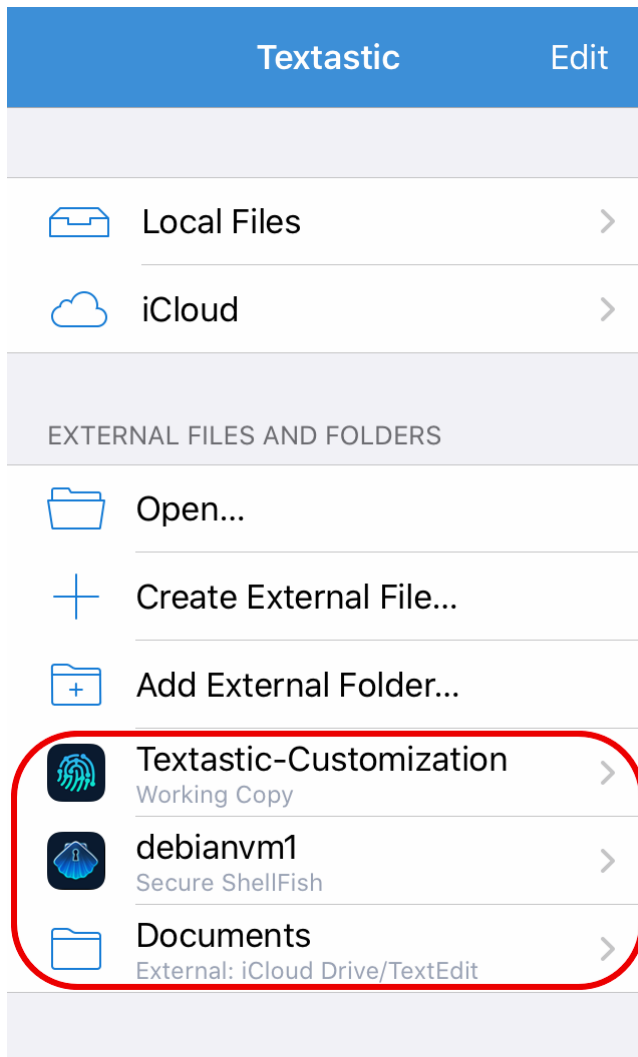 Textastic
Edit
Local Files
iCloud
EXTERNAL FILES AND FOLDERS
Open...
Create External File...
Add External Folder...
Textastic-Customization
Working Copy
debianvm1
Secure ShellFish
Documents
External: iCloud Drive/TextEdit